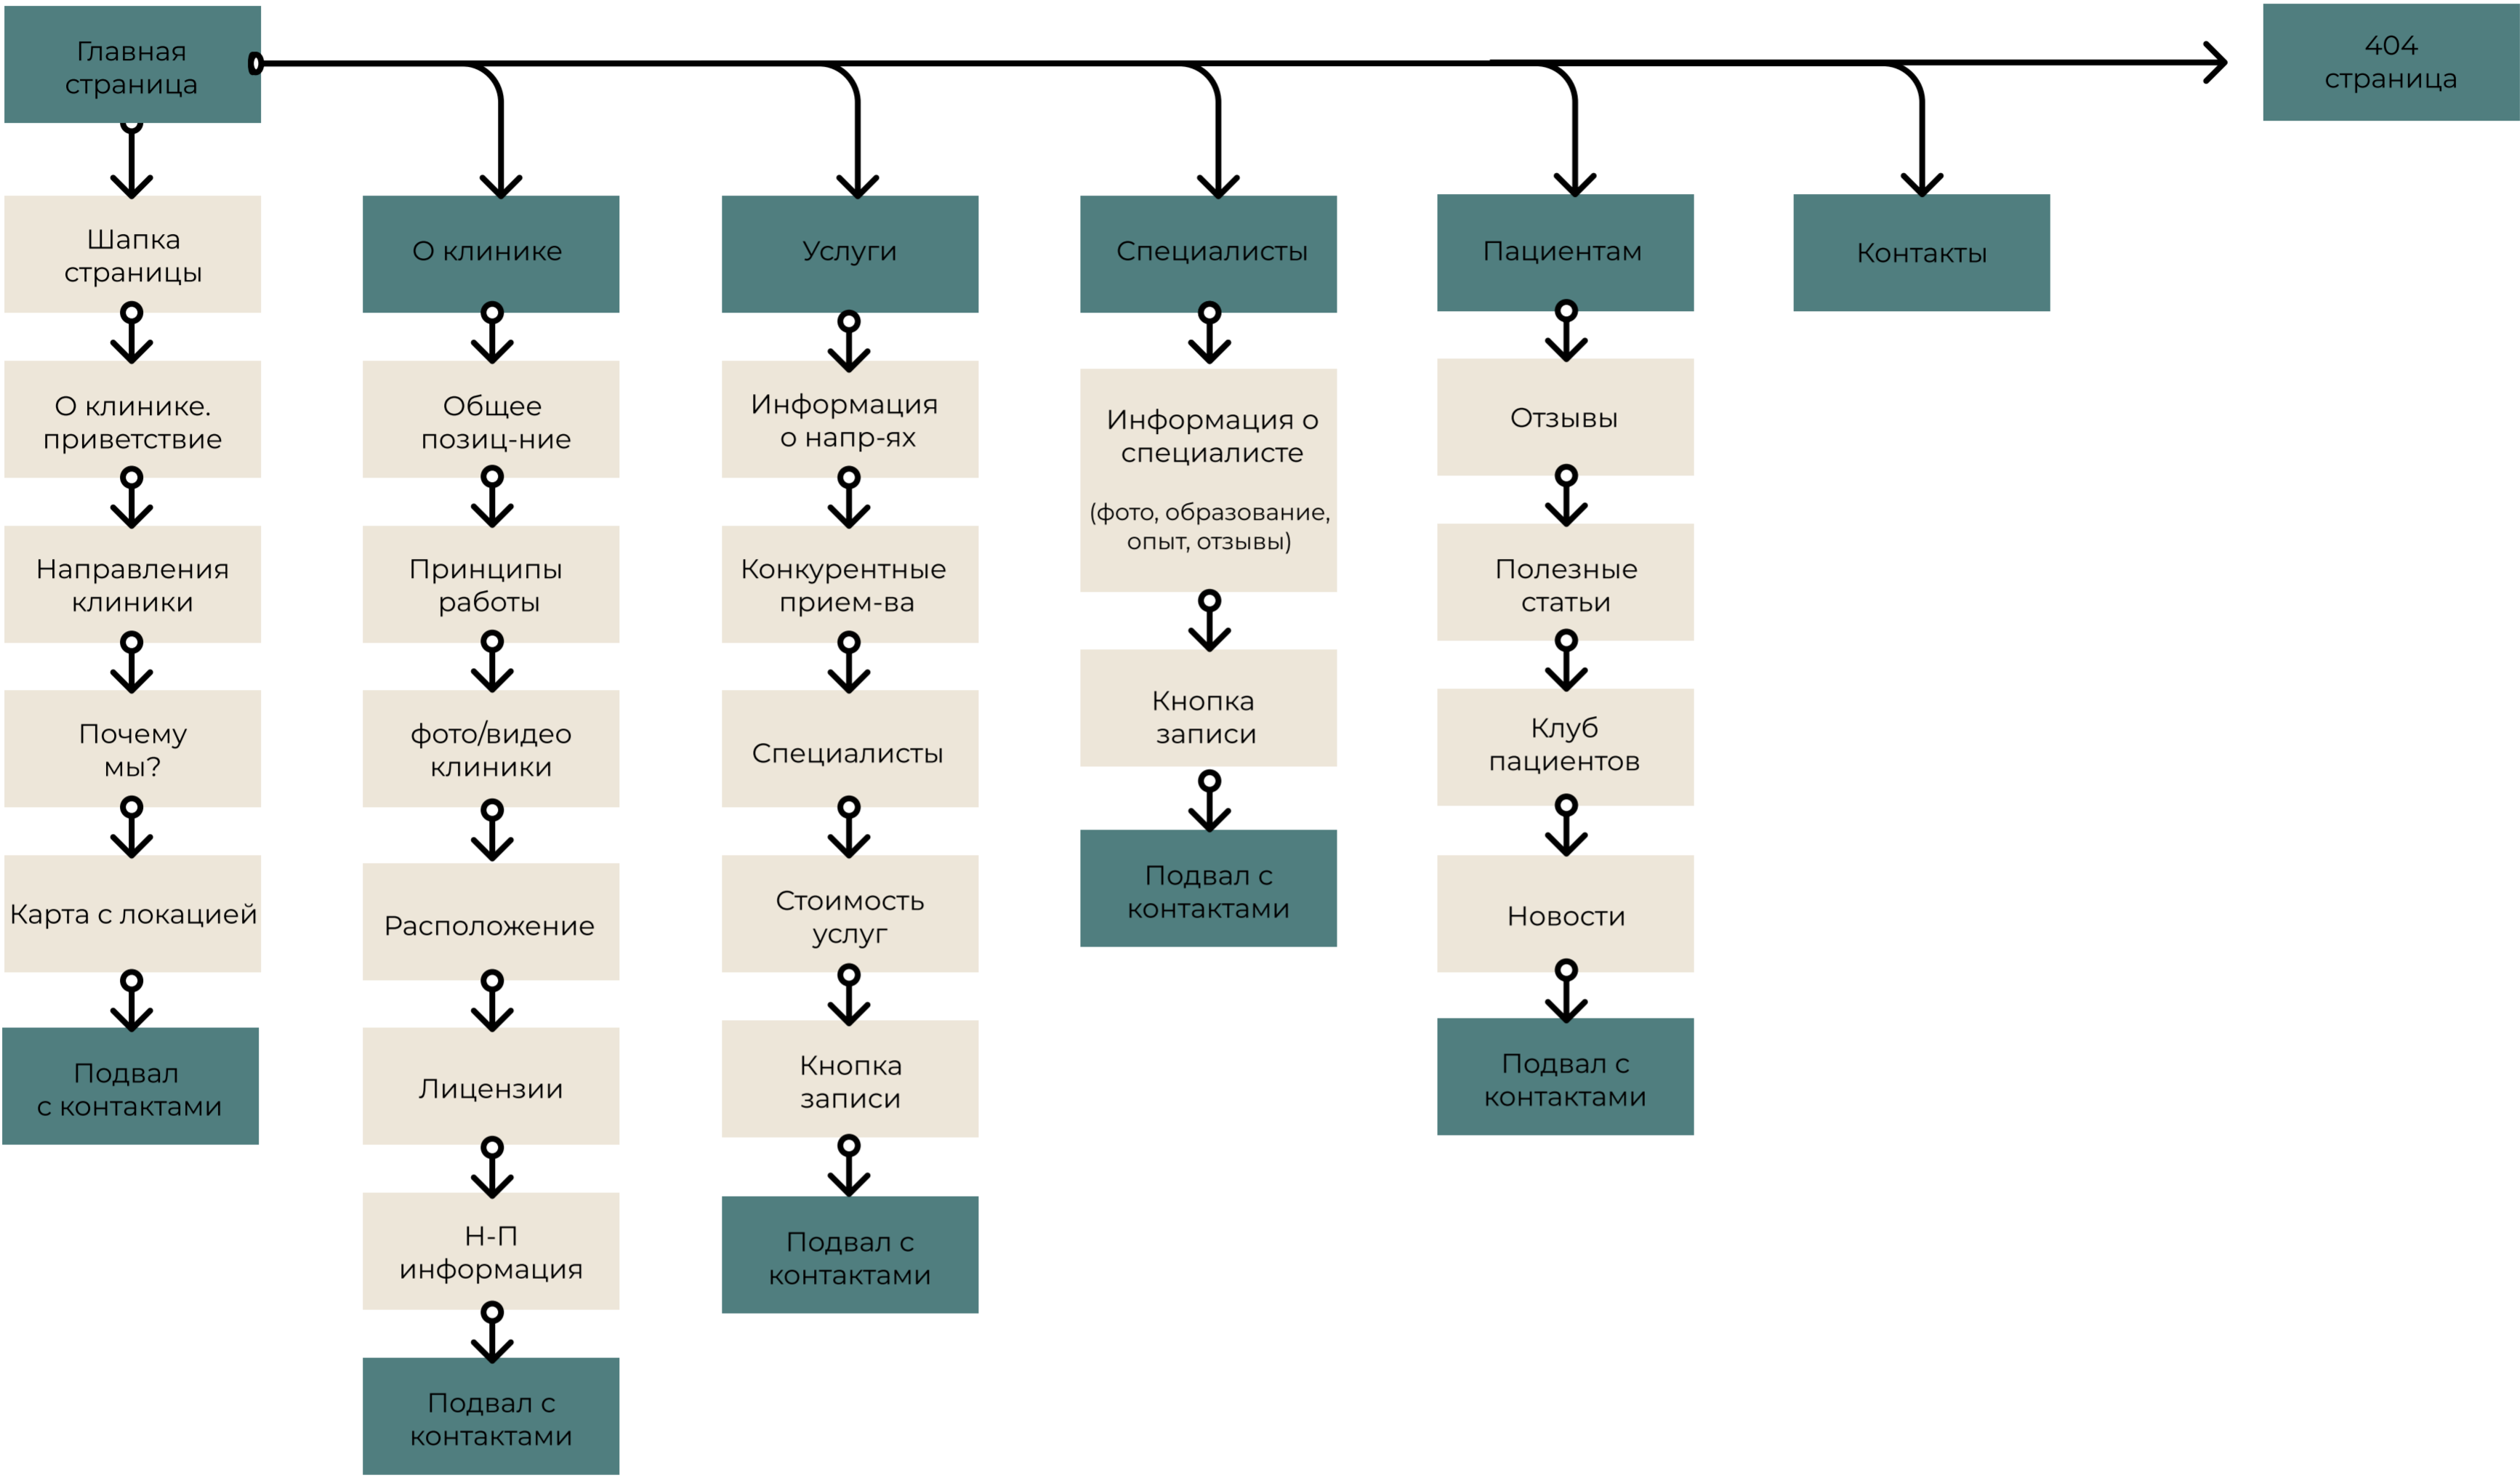 Главная
страница
404
страница
Шапка
страницы
О клинике.
приветствие
Направления
клиники
Почему
мы?
Карта с локацией
Подвал
с контактами
О клинике
Общее
позиц-ние
Принципы
работы
фото/видео
клиники
Расположение
Лицензии
Н-П
информация
Подвал с
контактами
Услуги
Информация
о напр-ях
Конкурентные
прием-ва
Специалисты
Стоимость
услуг
Кнопка
записи
Подвал с
контактами
Специалисты
Информация о
специалисте
(фото, образование,
опыт, отзывы)
Кнопка
записи
Подвал с
контактами
Пациентам
Отзывы
Полезные
статьи
Клуб
пациентов
Новости
Подвал с
контактами
Контакты